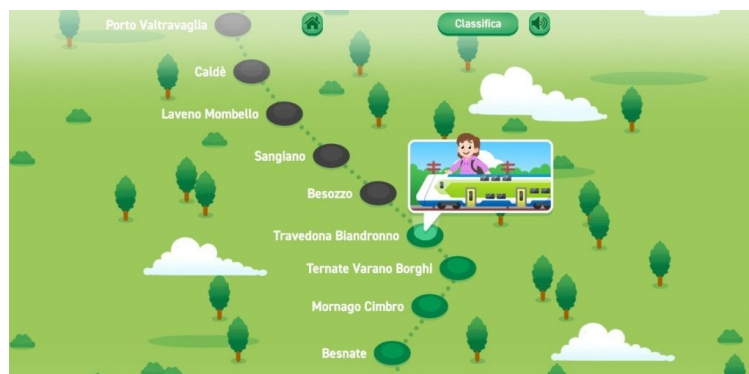 Porto Valtravaglia
Classifica
Caldè
Laveno Mombello
Sangiano
Besozzo
Travedona Biandronno
Ternate Varano Borghi
Mornago Cimbro
Besnate